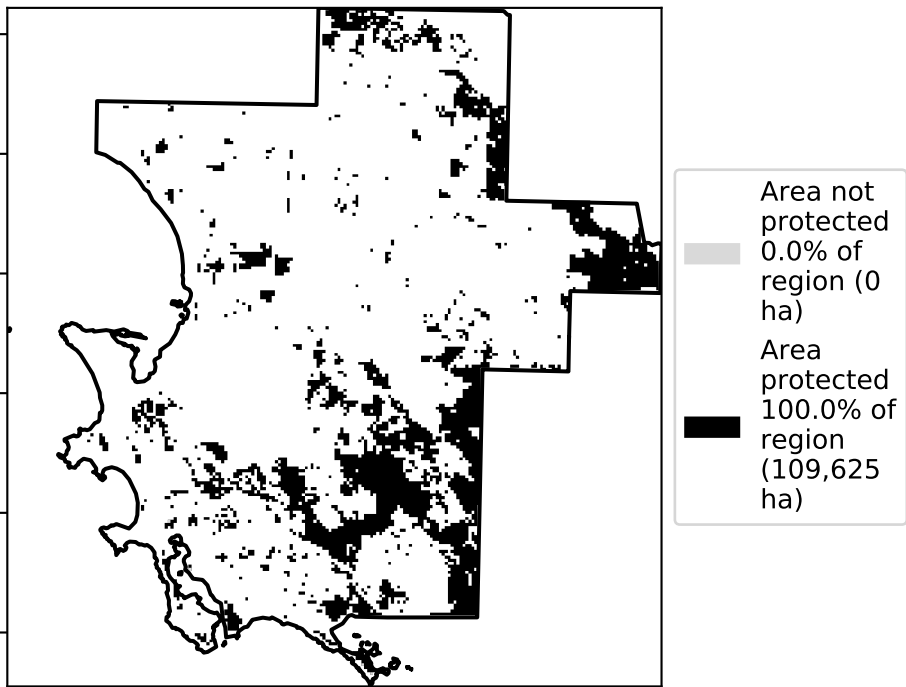 Area not
protected
0.0% of
region (0
ha)
Area
protected
100.0% of
region
(109,625
ha)